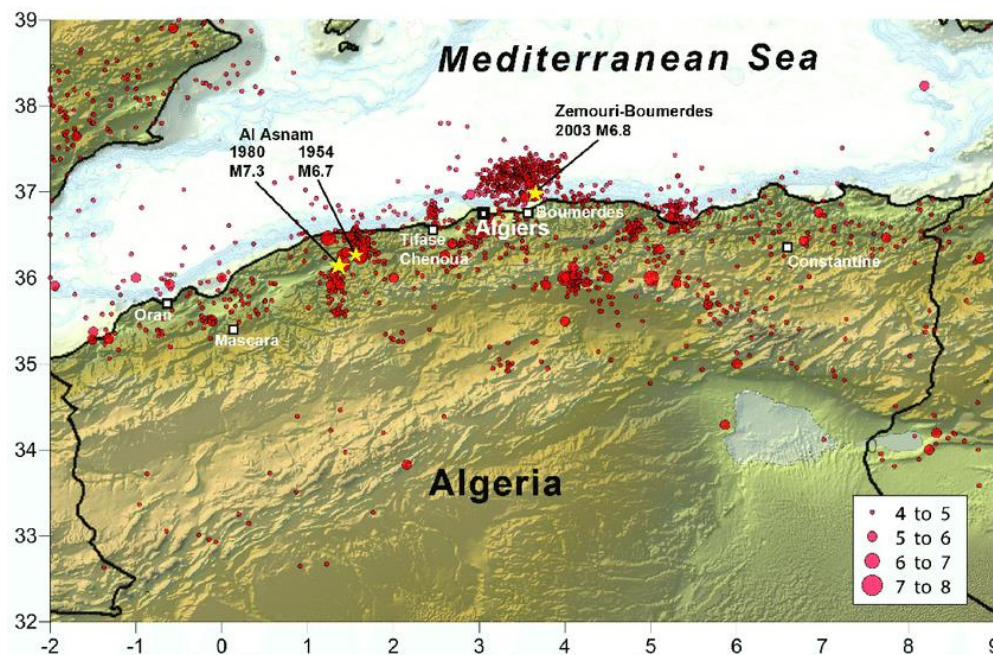 39
38
37
36
35
34
33
32
-2
-1
0
1
2
3
4
5
6
7
8
9
Mediterranean Sea
Zemouri-Boumerdes
2003 M6.8
Al Asnam
1980 1954
M7.3 M6.7
Boumerdes
Algiers
Tifase
Chenoua
Constantine
Oran
Mascara
Algeria
4 to 5
5 to 6
6 to 7
7 to 8